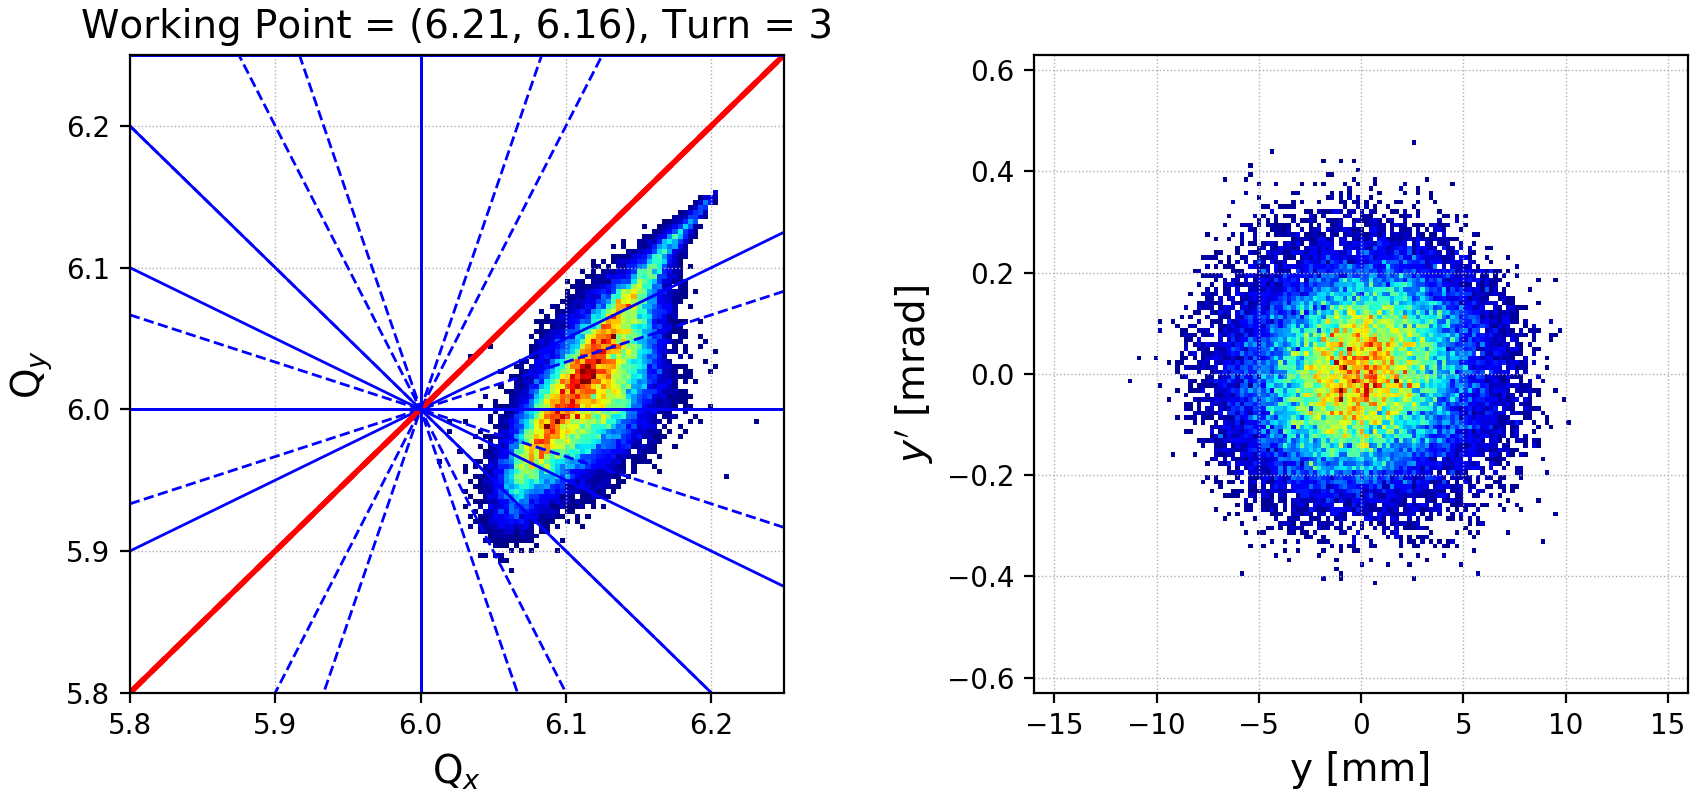 Working Point = (6.21, 6.16), Turn = 3
6.2
6.1
6.0
5.9
5.8
Q_y
5.8 5.9 6.0 6.1 6.2
Q_x
0.6
0.4
0.2
0.0
−0.2
−0.4
−0.6
y′ [mrad]
−15 −10 −5 0 5 10 15
y [mm]